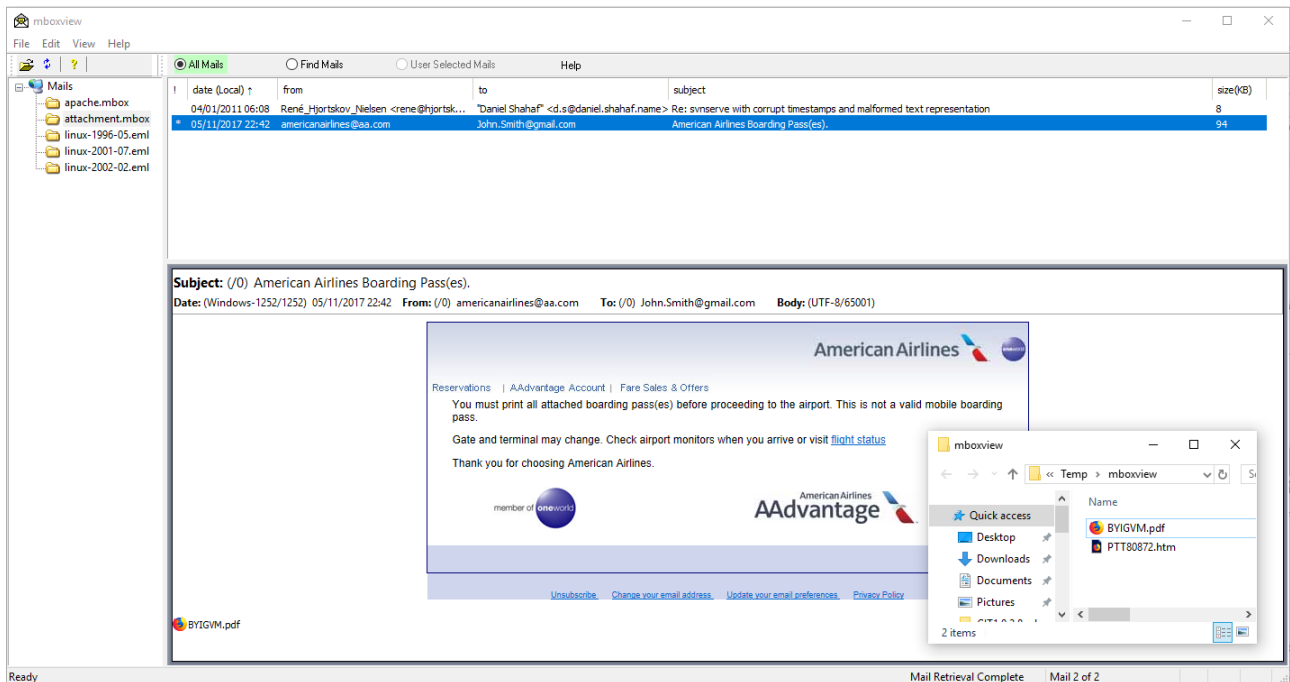 mboxview
File Edit View Help
All Mails Find Mails User Selected Mails Help
Mails
apache.mbox
attachment.mbox
linux-1996-05.eml
linux-2001-07.eml
linux-2002-02.eml
! date (Local) ↑ from to subject size(KB)
04/01/2011 06:08 René_Hjortskov_Nielsen <rene@hjortsk... "Daniel Shahaf" <d.s@daniel.shahaf.name> Re: svnserve with corrupt timestamps and malformed text representation 8
* 05/11/2017 22:42 americanairlines@aa.com John.Smith@gmail.com American Airlines Boarding Pass(es). 94
Subject: (/0) American Airlines Boarding Pass(es).
Date: (Windows-1252/1252) 05/11/2017 22:42 From: (/0) americanairlines@aa.com To: (/0) John.Smith@gmail.com Body: (UTF-8/65001)
American Airlines oneworld
Reservations | AAdvantage Account | Fare Sales & Offers
You must print all attached boarding pass(es) before proceeding to the airport. This is not a valid mobile boarding
pass.
Gate and terminal may change. Check airport monitors when you arrive or visit flight status
Thank you for choosing American Airlines.
member of oneworld
American Airlines
AAdvantage
Unsubscribe Change your email address Update your email preferences Privacy Policy
BYIGVM.pdf
mboxview
« Temp > mboxview
Name
Quick access
Desktop
Downloads
Documents
Pictures
BYIGVM.pdf
PTT80872.htm
2 items
Ready Mail Retrieval Complete Mail 2 of 2